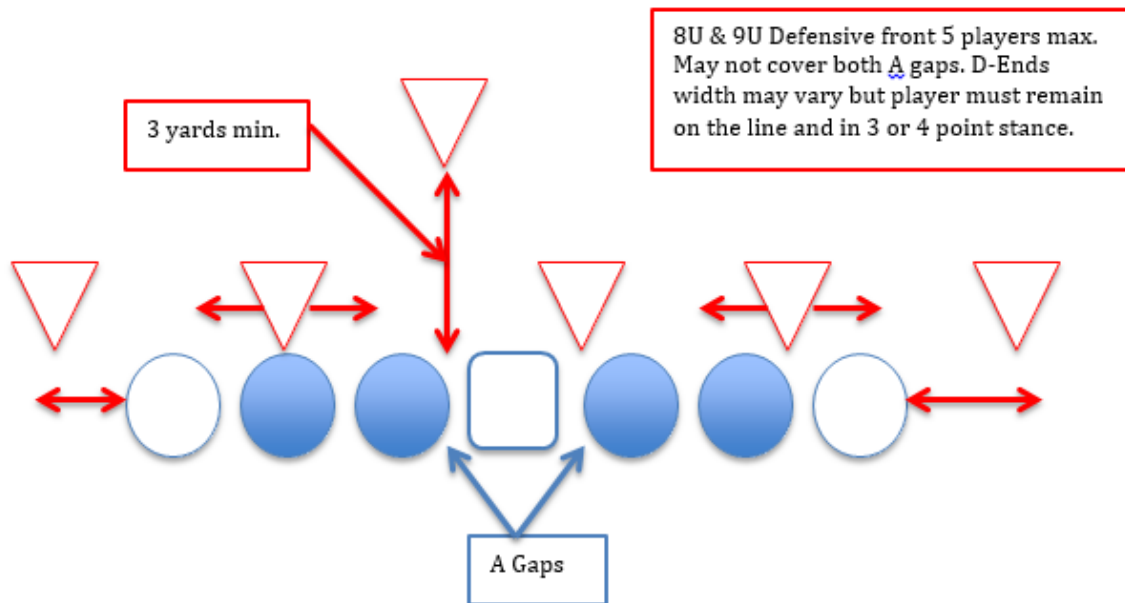 8U & 9U Defensive front 5 players max.
May not cover both A gaps. D-Ends
width may vary but player must remain
on the line and in 3 or 4 point stance.
3 yards min.
A Gaps